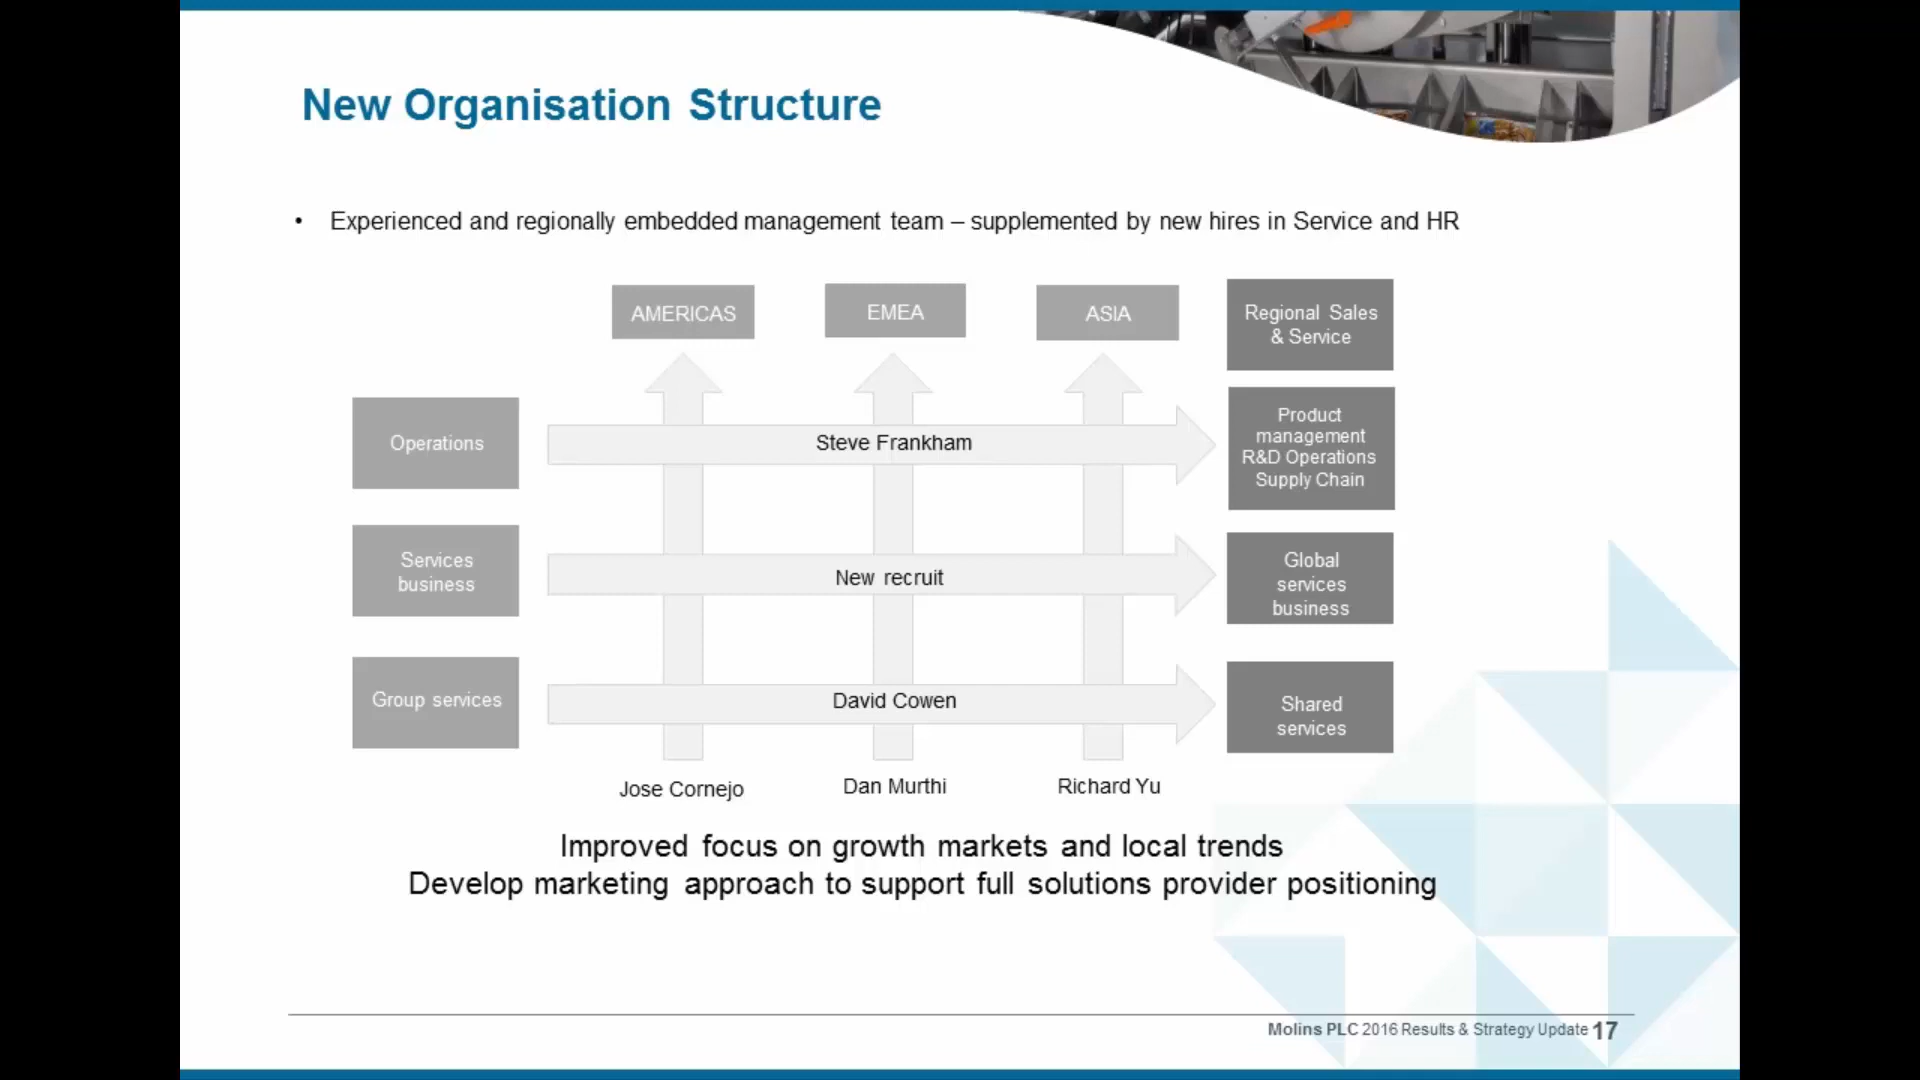 New Organisation Structure
• Experienced and regionally embedded management team – supplemented by new hires in Service and HR
AMERICAS
EMEA
ASIA
Regional Sales
& Service
Operations
Steve Frankham
Product
management
R&D Operations
Supply Chain
Services
business
New recruit
Global
services
business
Group services
David Cowen
Shared
services
Jose Cornejo
Dan Murthi
Richard Yu
Improved focus on growth markets and local trends
Develop marketing approach to support full solutions provider positioning
Molins PLC 2016 Results & Strategy Update 17